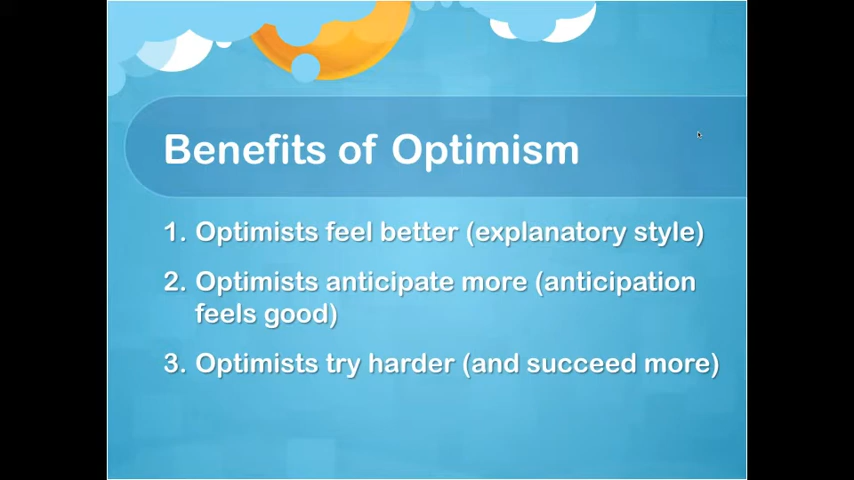 Benefits of Optimism
1. Optimists feel better (explanatory style)
2. Optimists anticipate more (anticipation
feels good)
3. Optimists try harder (and succeed more)